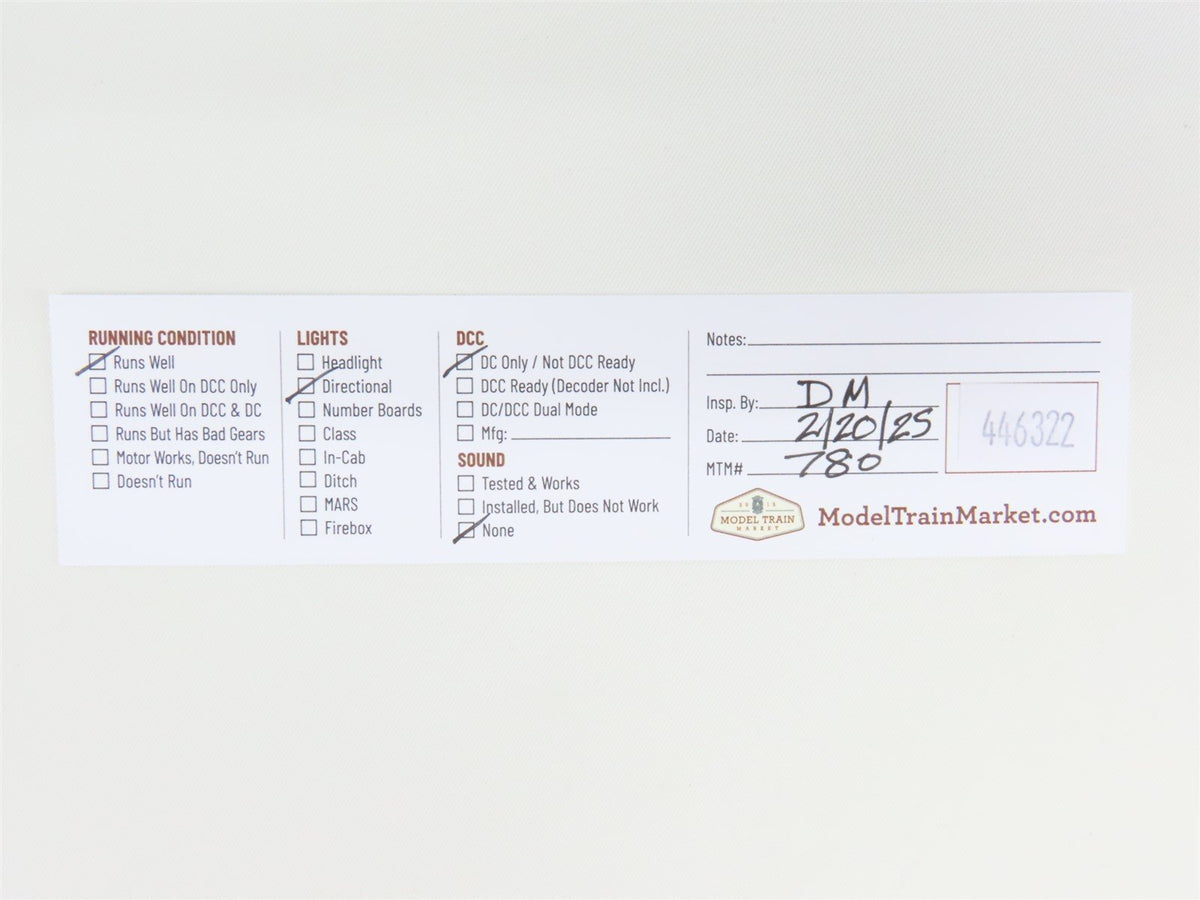 RUNNING CONDITION
Runs Well
Runs Well On DCC Only
Runs Well On DCC & DC
Runs But Has Bad Gears
Motor Works, Doesn't Run
Doesn't Run
LIGHTS
Headlight
Directional
Number Boards
Class
In-Cab
Ditch
MARS
Firebox
DCC
DC Only / Not DCC Ready
DCC Ready (Decoder Not Incl.)
DC/DCC Dual Mode
Mfg:
SOUND
Tested & Works
Installed, But Does Not Work
None
Notes:
Insp. By: DM
Date: 2/20/25
MTM# 780
446322
MODEL TRAIN
MARKET
ModelTrainMarket.com